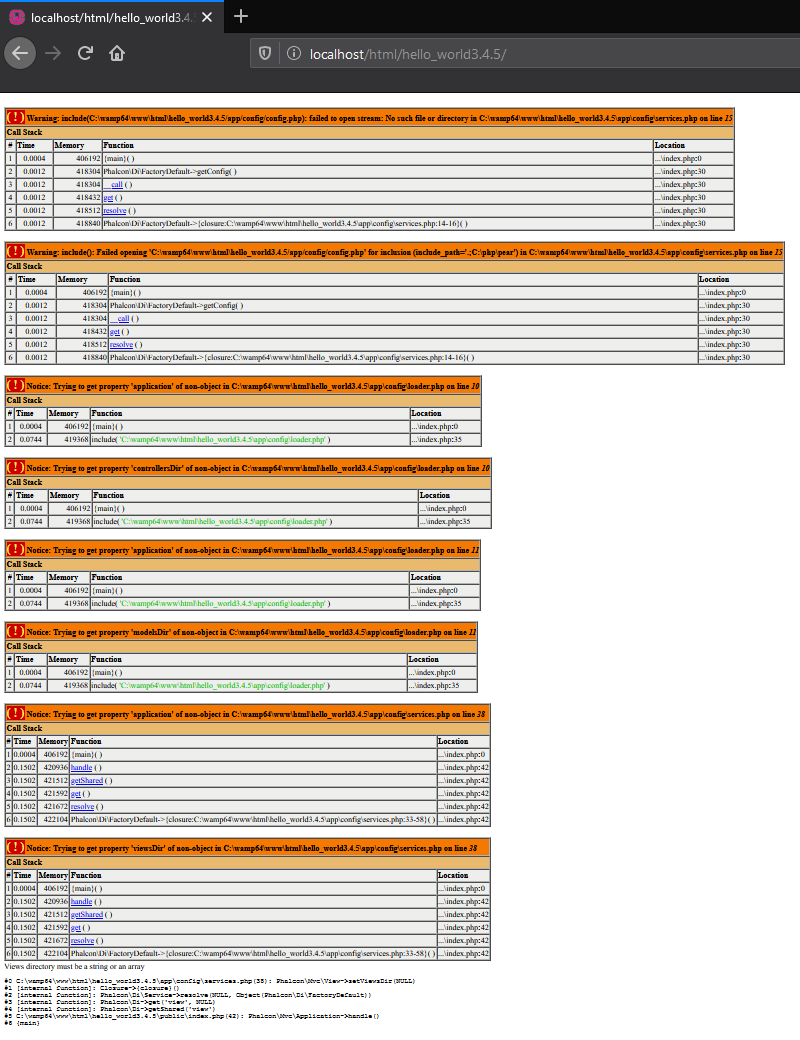 localhost/html/hello_world3.4.5
localhost/html/hello_world3.4.5/
( ! ) Warning: include(C:\wamp64\www\html\hello_world3.4.5/app/config/config.php): failed to open stream: No such file or directory in C:\wamp64\www\html\hello_world3.4.5\app\config\services.php on line 15
Call Stack
# Time Memory Function Location
1 0.0004 406192 {main}( ) ...\index.php:0
2 0.0012 418304 Phalcon\Di\FactoryDefault->getConfig( ) ...\index.php:30
3 0.0012 418304 __call ( ) ...\index.php:30
4 0.0012 418432 get ( ) ...\index.php:30
5 0.0012 418512 resolve ( ) ...\index.php:30
6 0.0012 418840 Phalcon\Di\FactoryDefault->{closure:C:\wamp64\www\html\hello_world3.4.5\app\config\services.php:14-16}( ) ...\index.php:30
( ! ) Warning: include(): Failed opening 'C:\wamp64\www\html\hello_world3.4.5/app/config/config.php' for inclusion (include_path='.;C:\php\pear') in C:\wamp64\www\html\hello_world3.4.5\app\config\services.php on line 15
Call Stack
# Time Memory Function Location
1 0.0004 406192 {main}( ) ...\index.php:0
2 0.0012 418304 Phalcon\Di\FactoryDefault->getConfig( ) ...\index.php:30
3 0.0012 418304 __call ( ) ...\index.php:30
4 0.0012 418432 get ( ) ...\index.php:30
5 0.0012 418512 resolve ( ) ...\index.php:30
6 0.0012 418840 Phalcon\Di\FactoryDefault->{closure:C:\wamp64\www\html\hello_world3.4.5\app\config\services.php:14-16}( ) ...\index.php:30
( ! ) Notice: Trying to get property 'application' of non-object in C:\wamp64\www\html\hello_world3.4.5\app\config\loader.php on line 10
Call Stack
# Time Memory Function Location
1 0.0004 406192 {main}( ) ...\index.php:0
2 0.0744 419368 include( 'C:\wamp64\www\html\hello_world3.4.5\app\config\loader.php' ) ...\index.php:35
( ! ) Notice: Trying to get property 'controllersDir' of non-object in C:\wamp64\www\html\hello_world3.4.5\app\config\loader.php on line 10
Call Stack
# Time Memory Function Location
1 0.0004 406192 {main}( ) ...\index.php:0
2 0.0744 419368 include( 'C:\wamp64\www\html\hello_world3.4.5\app\config\loader.php' ) ...\index.php:35
( ! ) Notice: Trying to get property 'application' of non-object in C:\wamp64\www\html\hello_world3.4.5\app\config\loader.php on line 11
Call Stack
# Time Memory Function Location
1 0.0004 406192 {main}( ) ...\index.php:0
2 0.0744 419368 include( 'C:\wamp64\www\html\hello_world3.4.5\app\config\loader.php' ) ...\index.php:35
( ! ) Notice: Trying to get property 'modelsDir' of non-object in C:\wamp64\www\html\hello_world3.4.5\app\config\loader.php on line 11
Call Stack
# Time Memory Function Location
1 0.0004 406192 {main}( ) ...\index.php:0
2 0.0744 419368 include( 'C:\wamp64\www\html\hello_world3.4.5\app\config\loader.php' ) ...\index.php:35
( ! ) Notice: Trying to get property 'application' of non-object in C:\wamp64\www\html\hello_world3.4.5\app\config\services.php on line 38
Call Stack
# Time Memory Function Location
1 0.0004 406192 {main}( ) ...\index.php:0
2 0.1502 420936 handle ( ) ...\index.php:42
3 0.1502 421512 getShared ( ) ...\index.php:42
4 0.1502 421592 get ( ) ...\index.php:42
5 0.1502 421672 resolve ( ) ...\index.php:42
6 0.1502 422104 Phalcon\Di\FactoryDefault->{closure:C:\wamp64\www\html\hello_world3.4.5\app\config\services.php:33-58}( ) ...\index.php:42
( ! ) Notice: Trying to get property 'viewsDir' of non-object in C:\wamp64\www\html\hello_world3.4.5\app\config\services.php on line 38
Call Stack
# Time Memory Function Location
1 0.0004 406192 {main}( ) ...\index.php:0
2 0.1502 420936 handle ( ) ...\index.php:42
3 0.1502 421512 getShared ( ) ...\index.php:42
4 0.1502 421592 get ( ) ...\index.php:42
5 0.1502 421672 resolve ( ) ...\index.php:42
6 0.1502 422104 Phalcon\Di\FactoryDefault->{closure:C:\wamp64\www\html\hello_world3.4.5\app\config\services.php:33-58}( ) ...\index.php:42
Views directory must be a string or an array
#0 C:\wamp64\www\html\hello_world3.4.5\app\config\services.php(38): Phalcon\Mvc\View->setViewsDir(NULL)
#1 [internal function]: Closure->{closure}()
#2 [internal function]: Phalcon\Di\Service->resolve(NULL, Object(Phalcon\Di\FactoryDefault))
#3 [internal function]: Phalcon\Di->get('view', NULL)
#4 [internal function]: Phalcon\Di->getShared('view')
#5 C:\wamp64\www\html\hello_world3.4.5\public\index.php(42): Phalcon\Mvc\Application->handle()
#6 {main}